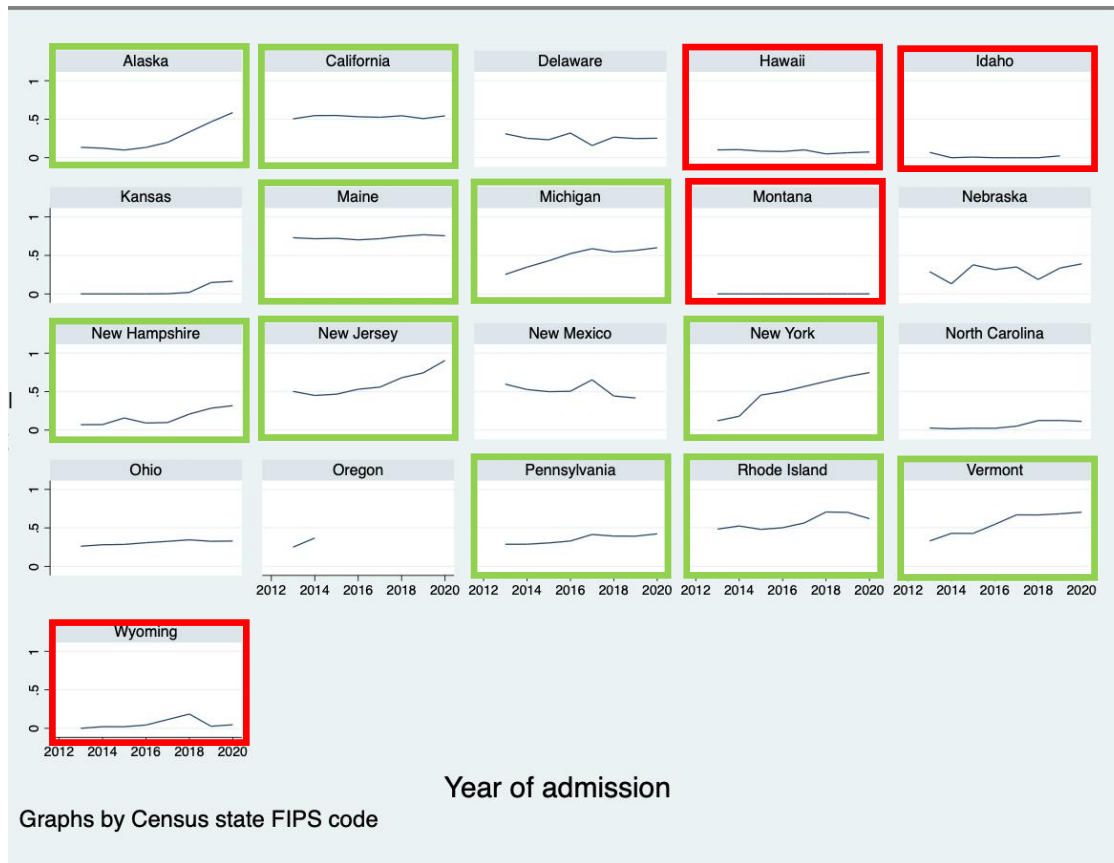 Alaska California Delaware Hawaii Idaho
1
.5
0
Kansas Maine Michigan Montana Nebraska
1
.5
0
New Hampshire New Jersey New Mexico New York North Carolina
1
.5
0
Ohio Oregon Pennsylvania Rhode Island Vermont
1
.5
0
2012 2014 2016 2018 2020 2012 2014 2016 2018 2020 2012 2014 2016 2018 2020 2012 2014 2016 2018 2020
Wyoming
1
.5
0
2012 2014 2016 2018 2020
Year of admission
Graphs by Census state FIPS code